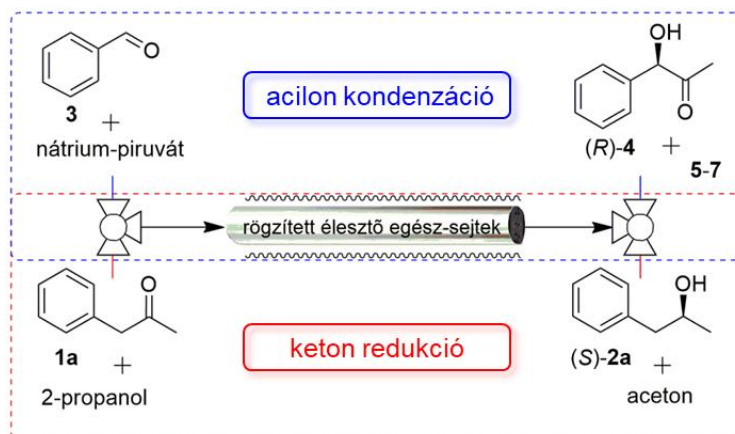 O
3
+
nátrium-piruvát
acilon kondenzáció
OH
O
(R)-4
+
5-7
rögzített élesztő egész-sejtek
O
1a
+
2-propanol
keton redukció
OH
(S)-2a
+
aceton